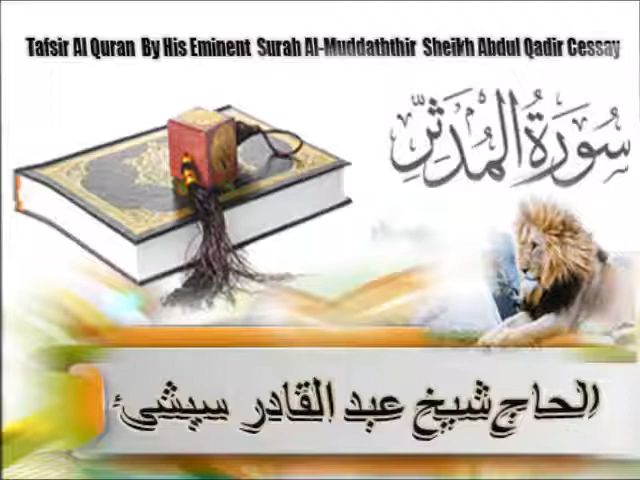 Tafsir Al Quran By His Eminent Surah Al-Muddaththir Sheikh Abdul Qadir Cessay
سُورَةُ المُدَّثِّر
الحاج شيخ عبد القادر سيشئ